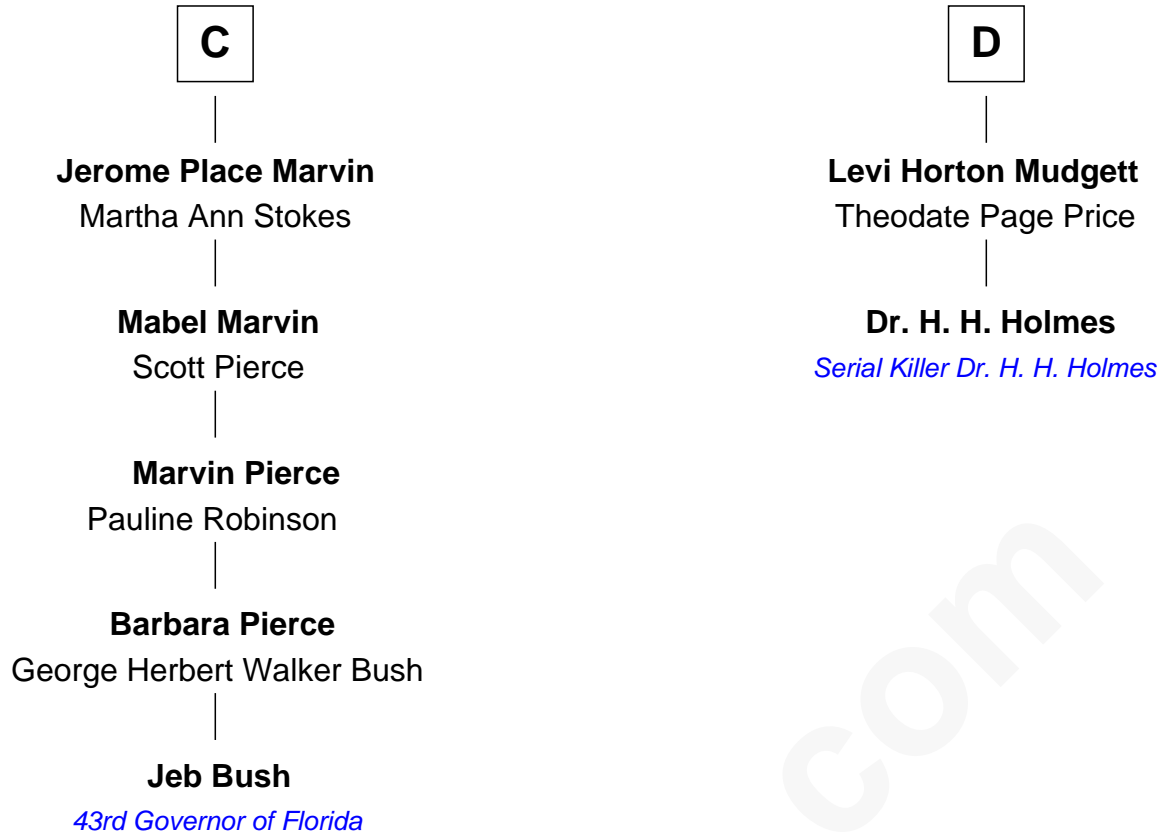 C
Jerome Place Marvin
Martha Ann Stokes
Mabel Marvin
Scott Pierce
Marvin Pierce
Pauline Robinson
Barbara Pierce
George Herbert Walker Bush
Jeb Bush
43rd Governor of Florida
D
Levi Horton Mudgett
Theodate Page Price
Dr. H. H. Holmes
Serial Killer Dr. H. H. Holmes
com